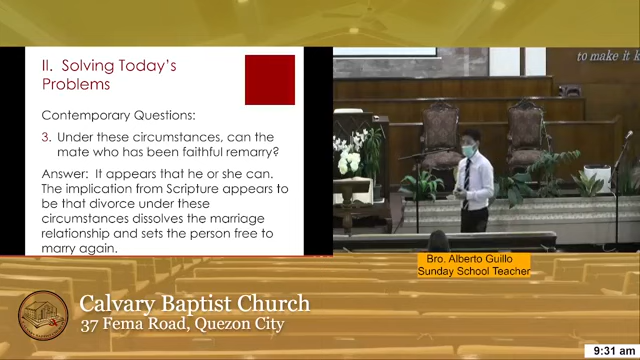 II. Solving Today's
Problems
Contemporary Questions:
3. Under these circumstances, can the
mate who has been faithful remarry?
Answer: It appears that he or she can.
The implication from Scripture appears to
be that divorce under these
circumstances dissolves the marriage
relationship and sets the person free to
marry again.
to make it k
Bro. Alberto Guillo
Sunday School Teacher
Calvary Baptist Church
37 Fema Road, Quezon City
9:31 am